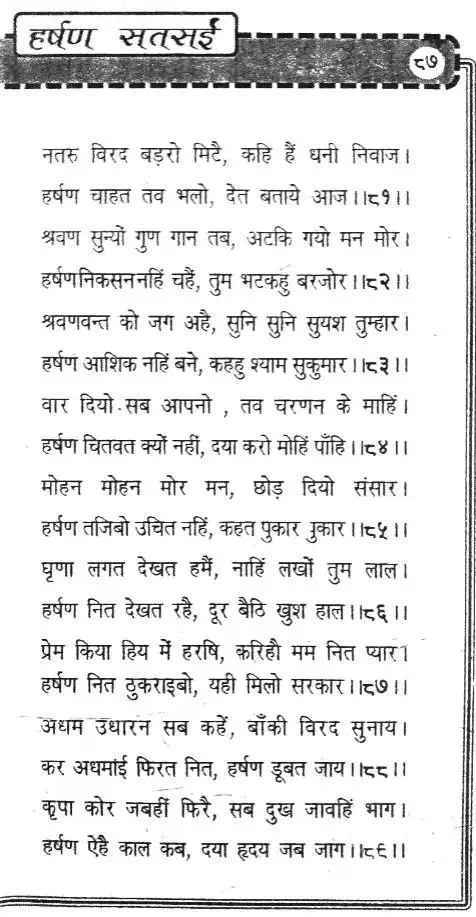 हर्षण सतसई
८७
नतरु विरद बड़रो मिटै, कहि हैं धनी निवाज।
हर्षण चाहत तव भलो, देत बताये आज।।८१।।
श्रवण सुन्यों गुण गान तब, अटकि गयो मन मोर।
हर्षणनिकसननहिं चहैं, तुम भटकहु बरजोर।।८२।।
श्रवणवन्त को जग अहै, सुनि सुनि सुयश तुम्हार।
हर्षण आशिक नहिं बने, कहहु श्याम सुकुमार।।८३।।
वार दियो सब आपनो , तव चरणन के माहिं।
हर्षण चितवत क्यों नहीं, दया करो मोहिं पाँहि।।८४।।
मोहन मोहन मोर मन, छोड़ दियो संसार।
हर्षण तजिबो उचित नहिं, कहत पुकार पुकार।।८५।।
घृणा लगत देखत हमैं, नाहिं लखों तुम लाल।
हर्षण नित देखत रहै, दूर बैठि खुश हाल।।८६।।
प्रेम किया हिय में हरषि, करिहौ मम नित प्यार।
हर्षण नित ठुकराइबो, यही मिलो सरकार।।८७।।
अधम उधारन सब कहें, बाँकी विरद सुनाय।
कर अधमाई फिरत नित, हर्षण डूबत जाय।।८८।।
कृपा कोर जबहीं फिरै, सब दुख जावहिं भाग।
हर्षण ऐहै काल कब, दया हृदय जब जाग।।८९।।